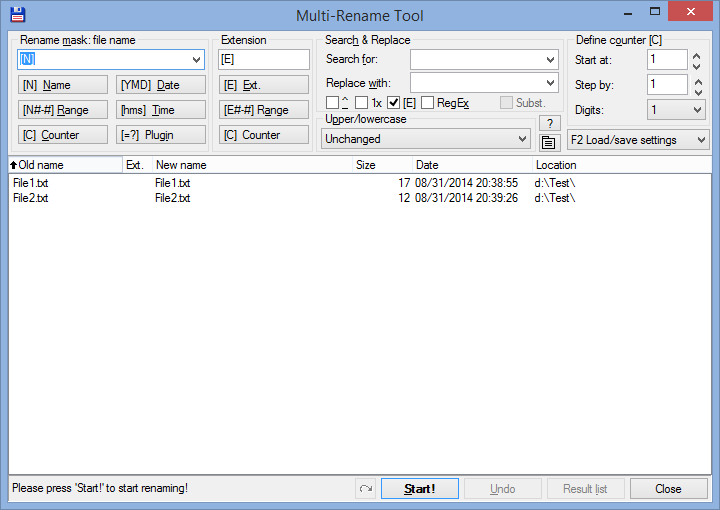 Multi-Rename Tool
Rename mask: file name
Extension
Search & Replace
Define counter [C]
[N]
[E]
Search for:
Start at: 1
[N] Name
[YMD] Date
[E] Ext.
Replace with:
Step by: 1
[N#-#] Range
[hms] Time
[E#-#] Range
^ 1x [E] RegEx Subst.
Digits: 1
[C] Counter
[=?] Plugin
[C] Counter
Upper/lowercase
?
Unchanged
F2 Load/save settings
Old name Ext. New name Size Date Location
File1.txt File1.txt 17 08/31/2014 20:38:55 d:\Test\
File2.txt File2.txt 12 08/31/2014 20:39:26 d:\Test\
Please press 'Start!' to start renaming!
Start!
Undo
Result list
Close